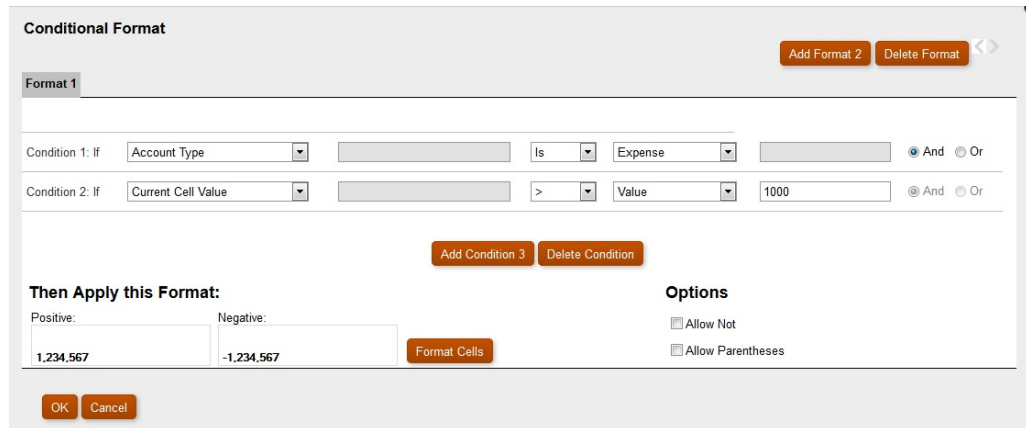 Conditional Format
Add Format 2 Delete Format
Format 1
Condition 1: If Account Type Is Expense And Or
Condition 2: If Current Cell Value > Value 1000 And Or
Add Condition 3 Delete Condition
Then Apply this Format: Options
Positive: Negative: Allow Not
1,234,567 -1,234,567 Format Cells Allow Parentheses
OK Cancel